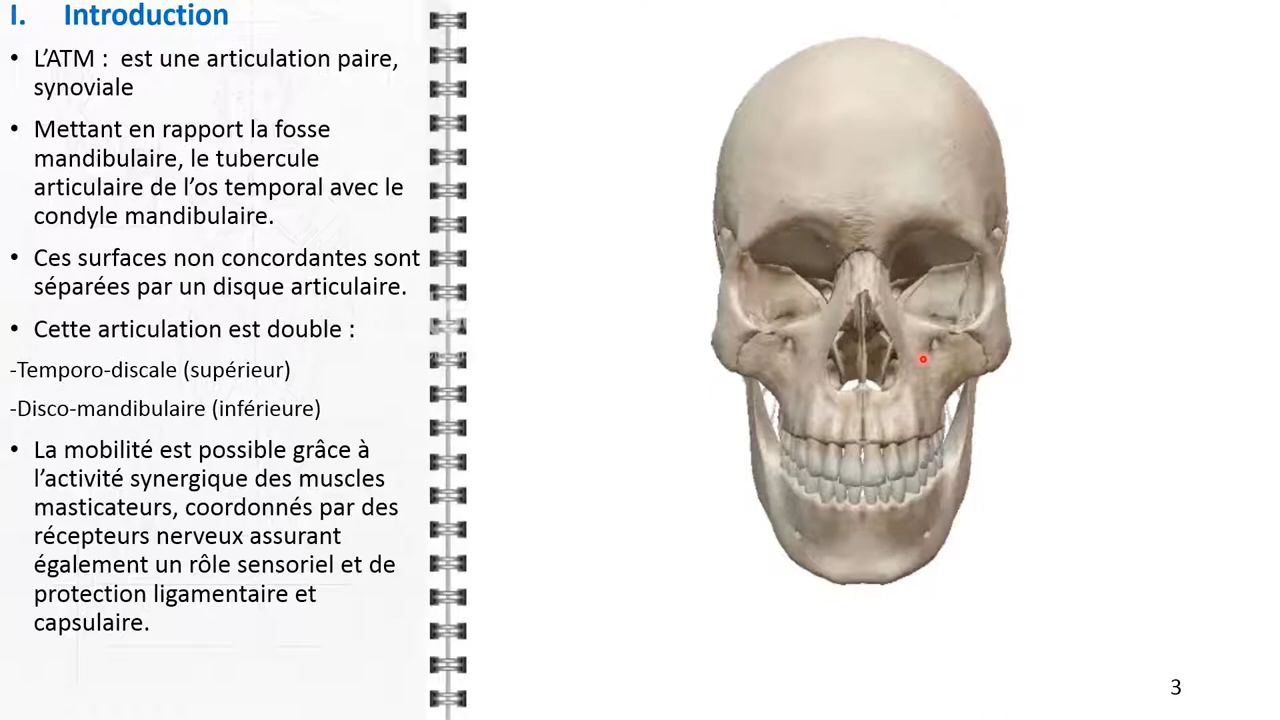 I. Introduction
• L’ATM : est une articulation paire,
synoviale
• Mettant en rapport la fosse
mandibulaire, le tubercule
articulaire de l’os temporal avec le
condyle mandibulaire.
• Ces surfaces non concordantes sont
séparées par un disque articulaire.
• Cette articulation est double :
-Temporo-discale (supérieur)
-Disco-mandibulaire (inférieure)
• La mobilité est possible grâce à
l’activité synergique des muscles
masticateurs, coordonnés par des
récepteurs nerveux assurant
également un rôle sensoriel et de
protection ligamentaire et
capsulaire.
3